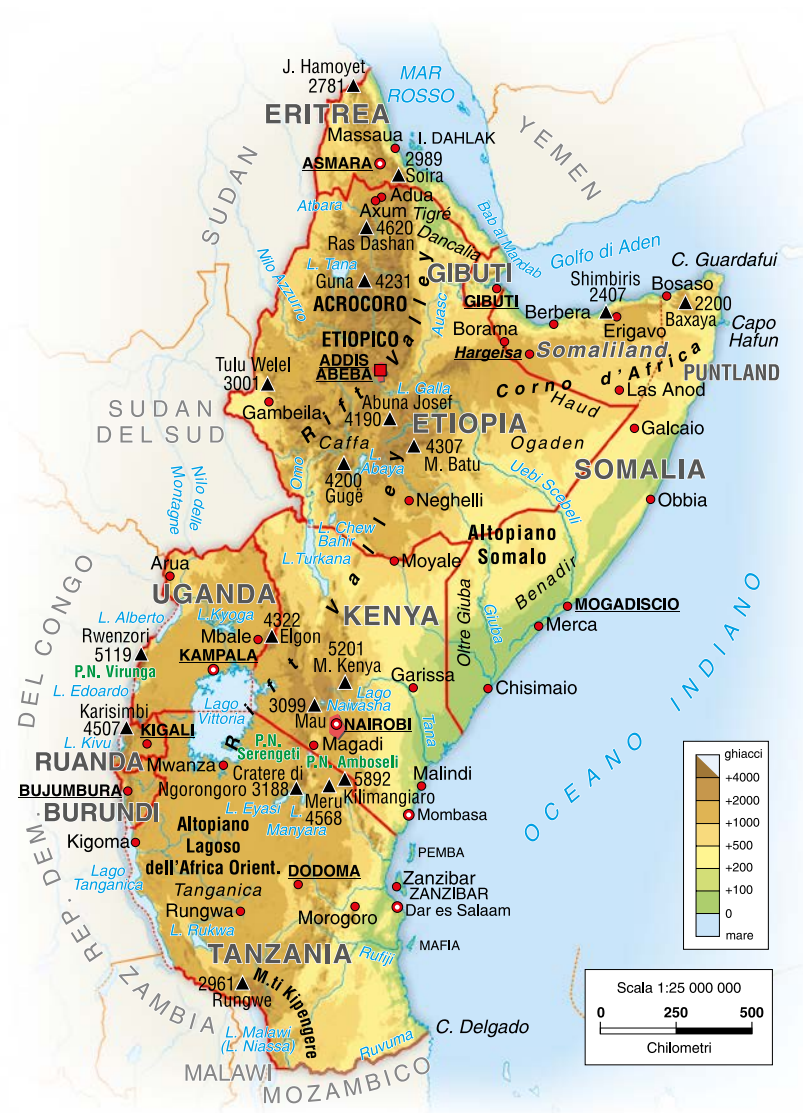 J. Hamoyet
2781
MAR
ROSSO
ERITREA
Massaua
I. DAHLAK
YEMEN
ASMARA
2989
Soira
SUDAN
Adua
Atbara
Axum
Tigré
4620
Ras Dashan
Dancalia
Bab al Mandab
Golfo di Aden
C. Guardafui
L. Tana
Nilo Azzurro
Guna
4231
GIBUTI
GIBUTI
Shimbiris
2407
Bosaso
2200
Baxaya
ACROCORO
ETIOPICO
Auasc
Berbera
Erigavo
Capo
Hafun
Borama
Hargeisa
Somaliland
ADDIS
ABEBA
Rift Valley
Tulu Welel
3001
L. Galla
Corno d'Africa
PUNTLAND
Las Anod
Gambeila
Abuna Josef
4190
Haud
SUDAN
DEL SUD
ETIOPIA
Galcaio
Caffa
4307
M. Batu
Ogaden
L.
Abaya
SOMALIA
4200
Gugë
Omo
Uebi Scebeli
Nilo delle
Montagne
Neghelli
Obbia
L. Chew
Bahir
Altopiano
Somalo
L.Turkana
Moyale
Arua
UGANDA
Benadir
L. Alberto
L.Kyoga
4322
Elgon
KENYA
MOGADISCIO
Rwenzori
5119
Mbale
Oltre Giuba
Giuba
Merca
P.N. Virunga
KAMPALA
5201
M. Kenya
Rift Valley
L. Edoardo
Garissa
Chisimaio
Lago
Vittoria
Lago
Naivasha
Karisimbi
4507
3099
Mau
NAIROBI
KIGALI
Tana
L. Kivu
P.N.
Serengeti
Magadi
RUANDA
Mwanza
P.N. Amboseli
Cratere di
Ngorongoro 3188
5892
Kilimangiaro
Malindi
BUJUMBURA
Meru
4568
BURUNDI
L. Eyasi
L.
Manyara
Mombasa
Kigoma
Altopiano
Lagoso
dell'Africa Orient.
PEMBA
Lago
Tanganica
DODOMA
Zanzibar
ZANZIBAR
Tanganica
Rungwa
Morogoro
Dar es Salaam
L. Rukwa
MAFIA
TANZANIA
Rufiji
2961
Rungwe
M.ti Kipengere
ZAMBIA
REP. DEM. DEL CONGO
L. Malawi
(L. Niassa)
Ruvuma
C. Delgado
MALAWI
MOZAMBICO
OCEANO INDIANO
ghiacci
+4000
+2000
+1000
+500
+200
+100
0
mare
Scala 1:25 000 000
0 250 500
Chilometri